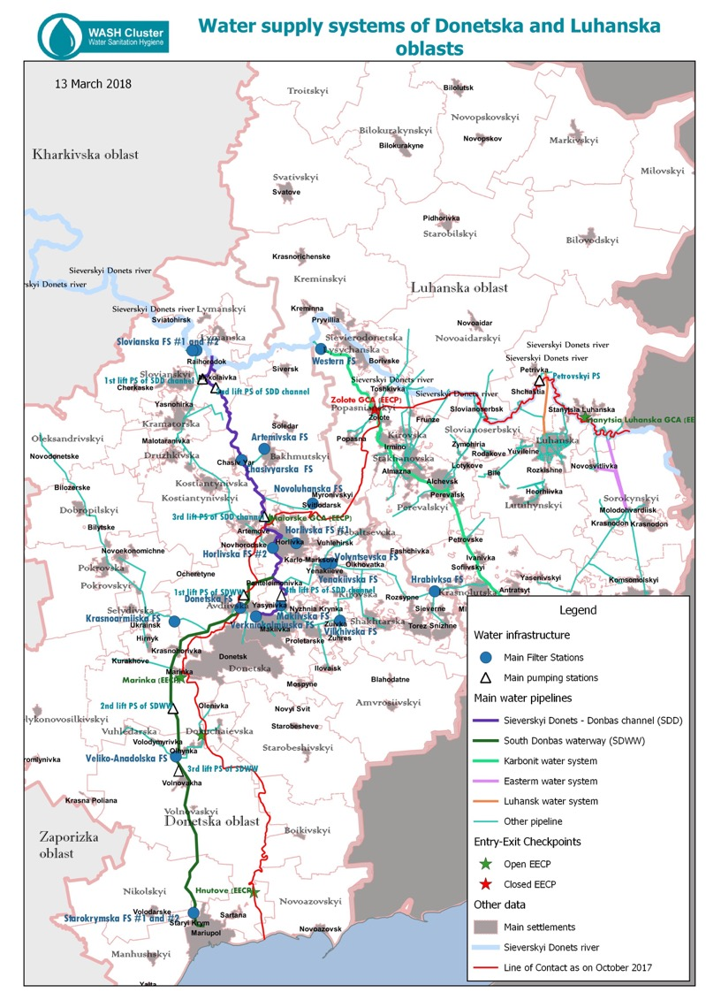 WASH Cluster
Water Sanitation Hygiene
Water supply systems of Donetska and Luhanska
oblasts
13 March 2018
Troitskyi
Bilolutsk
Novopskovskyi
Bilokurakynskyi
Bilokurakyne
Novopskov
Markivskyi
Kharkivska oblast
Milovskyi
Svativskyi
Svatove
Pidhorivka
Starobilskyi
Bilovodskyi
Krasnorichenske
Sieverskyi Donets river
Kreminskyi
Luhanska oblast
Sieverskyi Donets river
Lymanskyi
Kreminna
Sviatohirsk
Pryvillia
Novoaidar
Slovianska FS #1 and #2
Sievierodonetska
Novoaidarskyi
Lysychanska
Sieverskyi Donets river
Western FS
Borivske
Raihorodok
Siversk
Petrivka
Petrovskyi PS
Slovianskyi
Mykolaivka
1st lift PS of SDD channel
Sieverskyi Donets river
Cherkaske
2nd lift PS of SDD channel
Toshkivka
Sieverskyi Donets river
Shchastia
Zolote GCA (EECP)
Yasnohirka
Popasnianskyi
Slovianoserbsk
Stanytsia Luhanska
Zolote
Stanytsia Luhanska GCA (EE
Kramatorska
Soledar
Frunze
Slovianoserbskyi
Oleksandrivskyi
Malotaranivka
Artemivska FS
Popasna
Kirovska
Luhanska
Novodonetske
Druzhkivska
Bakhmutskyi
Irmino
Zymohiria
Yuvileine
Stakhanovska
Rodakove
Chasiv Yar
Chasivyarska FS
Lotykove
Novosvitlivka
Almazna
Bile
Rozkishne
Bilozerske
Kostiantynivska
Novoluhanska FS
Alchevsk
Heorhiivka
Sorokynskyi
Kostiantynivskyi
Myronivskyi
Perevalsk
Dobropilskyi
Svitlodarsk
Perevalskyi
Lutuhynskyi
Molodohvardiisk
3rd lift PS of SDD channel
Maiorske GCA (EECP)
Krasnodon
Krasnodon
Bilytske
Artemove
Horlivska FS #1
Debaltsevcka
Petrovske
Novoekonomichne
Novhorodske
Horlivka
Vuhlehirsk
Horlivska FS #2
Fashchivka
Ivanivka
Pokrovska
Karlo-Marksove
Volyntsevska FS
Sofiivskyi
Olkhovatka
Yenakiieve
Yasenivskyi
Komsomolskyi
Ocheretyne
Yenakiivska FS
Pokrovskyi
Panteleimonivka
Hrabivksa FS
Antratsyt
1st lift PS of SDWW
4th lift PS of SDD channel
Kirovska
Krasnolutska
Donetska FS
Rozsypne
Avdiivska
Yasynivka
Nyzhnia Krynka
Sieverne
Selydivska
Makiivska FS
Krasnoarmiiska FS
Verkniokalmiuska FS
Zuivka
Shakhtarska
Ukrainsk
Makiivka
Vilkhivska FS
Torez Snizhne
Hirnyk
Proletarske
Zuhres
Krasnohorivka
Kurakhove
Donetsk
Donetska
Ilovaisk
Marinka
Marinka (EECP)
Mospyne
Blahodatne
2nd lift PS of SDWW
Olenivka
Novyi Svit
Amvrosiivskyi
Vuhledarska
Dokuchaievska
Starobesheve
Volodymyrivka
Olhynka
Starobeshivskyi
Veliko-Anadolska FS
3rd lift PS of SDWW
Volnovakha
Krasna Poliana
Volnovaskyi
Donetska oblast
Boikivskyi
Zaporizka
oblast
Nikolskyi
Hnutove (EECP)
Novoazovskyi
Volodarske
Starokrymska FS #1 and #2
Staryi Krym
Sartana
Mariupol
Novoazovsk
Manhushskyi
Yalta
Legend
Water infrastructure
Main Filter Stations
Main pumping stations
Main water pipelines
Sieverskyi Donets - Donbas channel (SDD)
South Donbas waterway (SDWW)
Karbonit water system
Easterm water system
Luhansk water system
Other pipeline
Entry-Exit Checkpoints
Open EECP
Closed EECP
Other data
Main settlements
Sieverskyi Donets river
Line of Contact as on October 2017